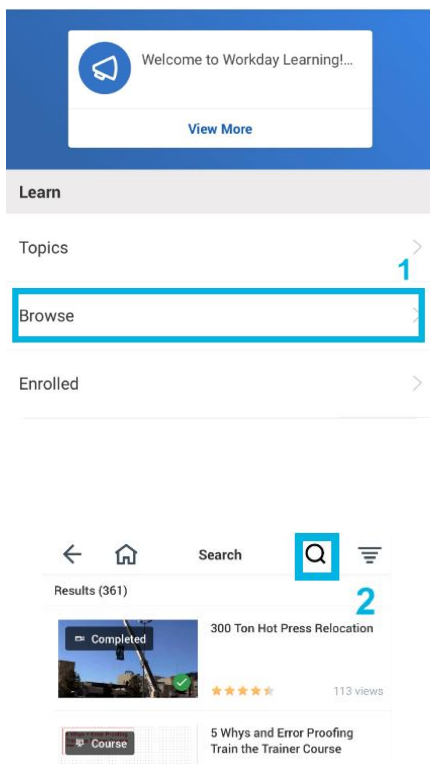 Welcome to Workday Learning!...
View More
Learn
Topics
1
Browse
Enrolled
Search
Results (361)
2
Completed
300 Ton Hot Press Relocation
113 views
Course
5 Whys and Error Proofing
Train the Trainer Course